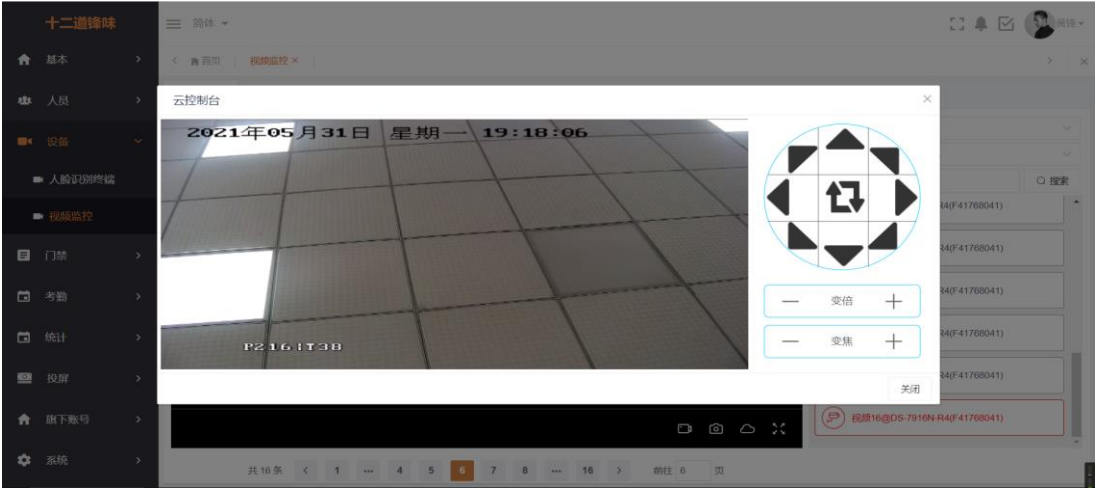 十二道锋味
简体
基本
首页
视频监控 ×
人员
云控制台
×
2021年05月31日 星期一 19:18:06
设备
人脸识别终端
搜索
视频监控
R4(F41768041)
门禁
R4(F41768041)
考勤
R4(F41768041)
— 变倍 +
统计
R4(F41768041)
— 变焦 +
投屏
R4(F41768041)
关闭
旗下账号
视频16@DS-7916N-R4(F41768041)
系统
共 16 条 < 1 ··· 4 5 6 7 8 ··· 16 > 前往 6 页